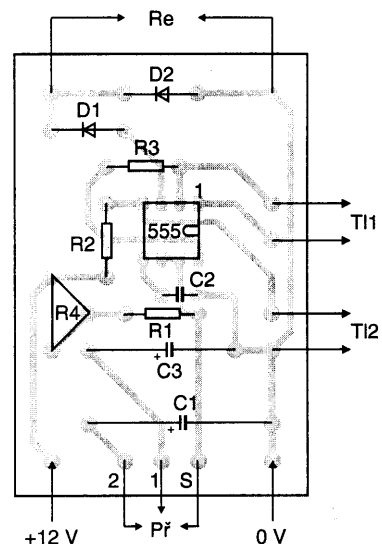 Re
D2
D1
R3
1
Tl1
555
R2
C2
R4
R1
Tl2
+
C3
C1
+
2 1 S
+12 V Př 0 V